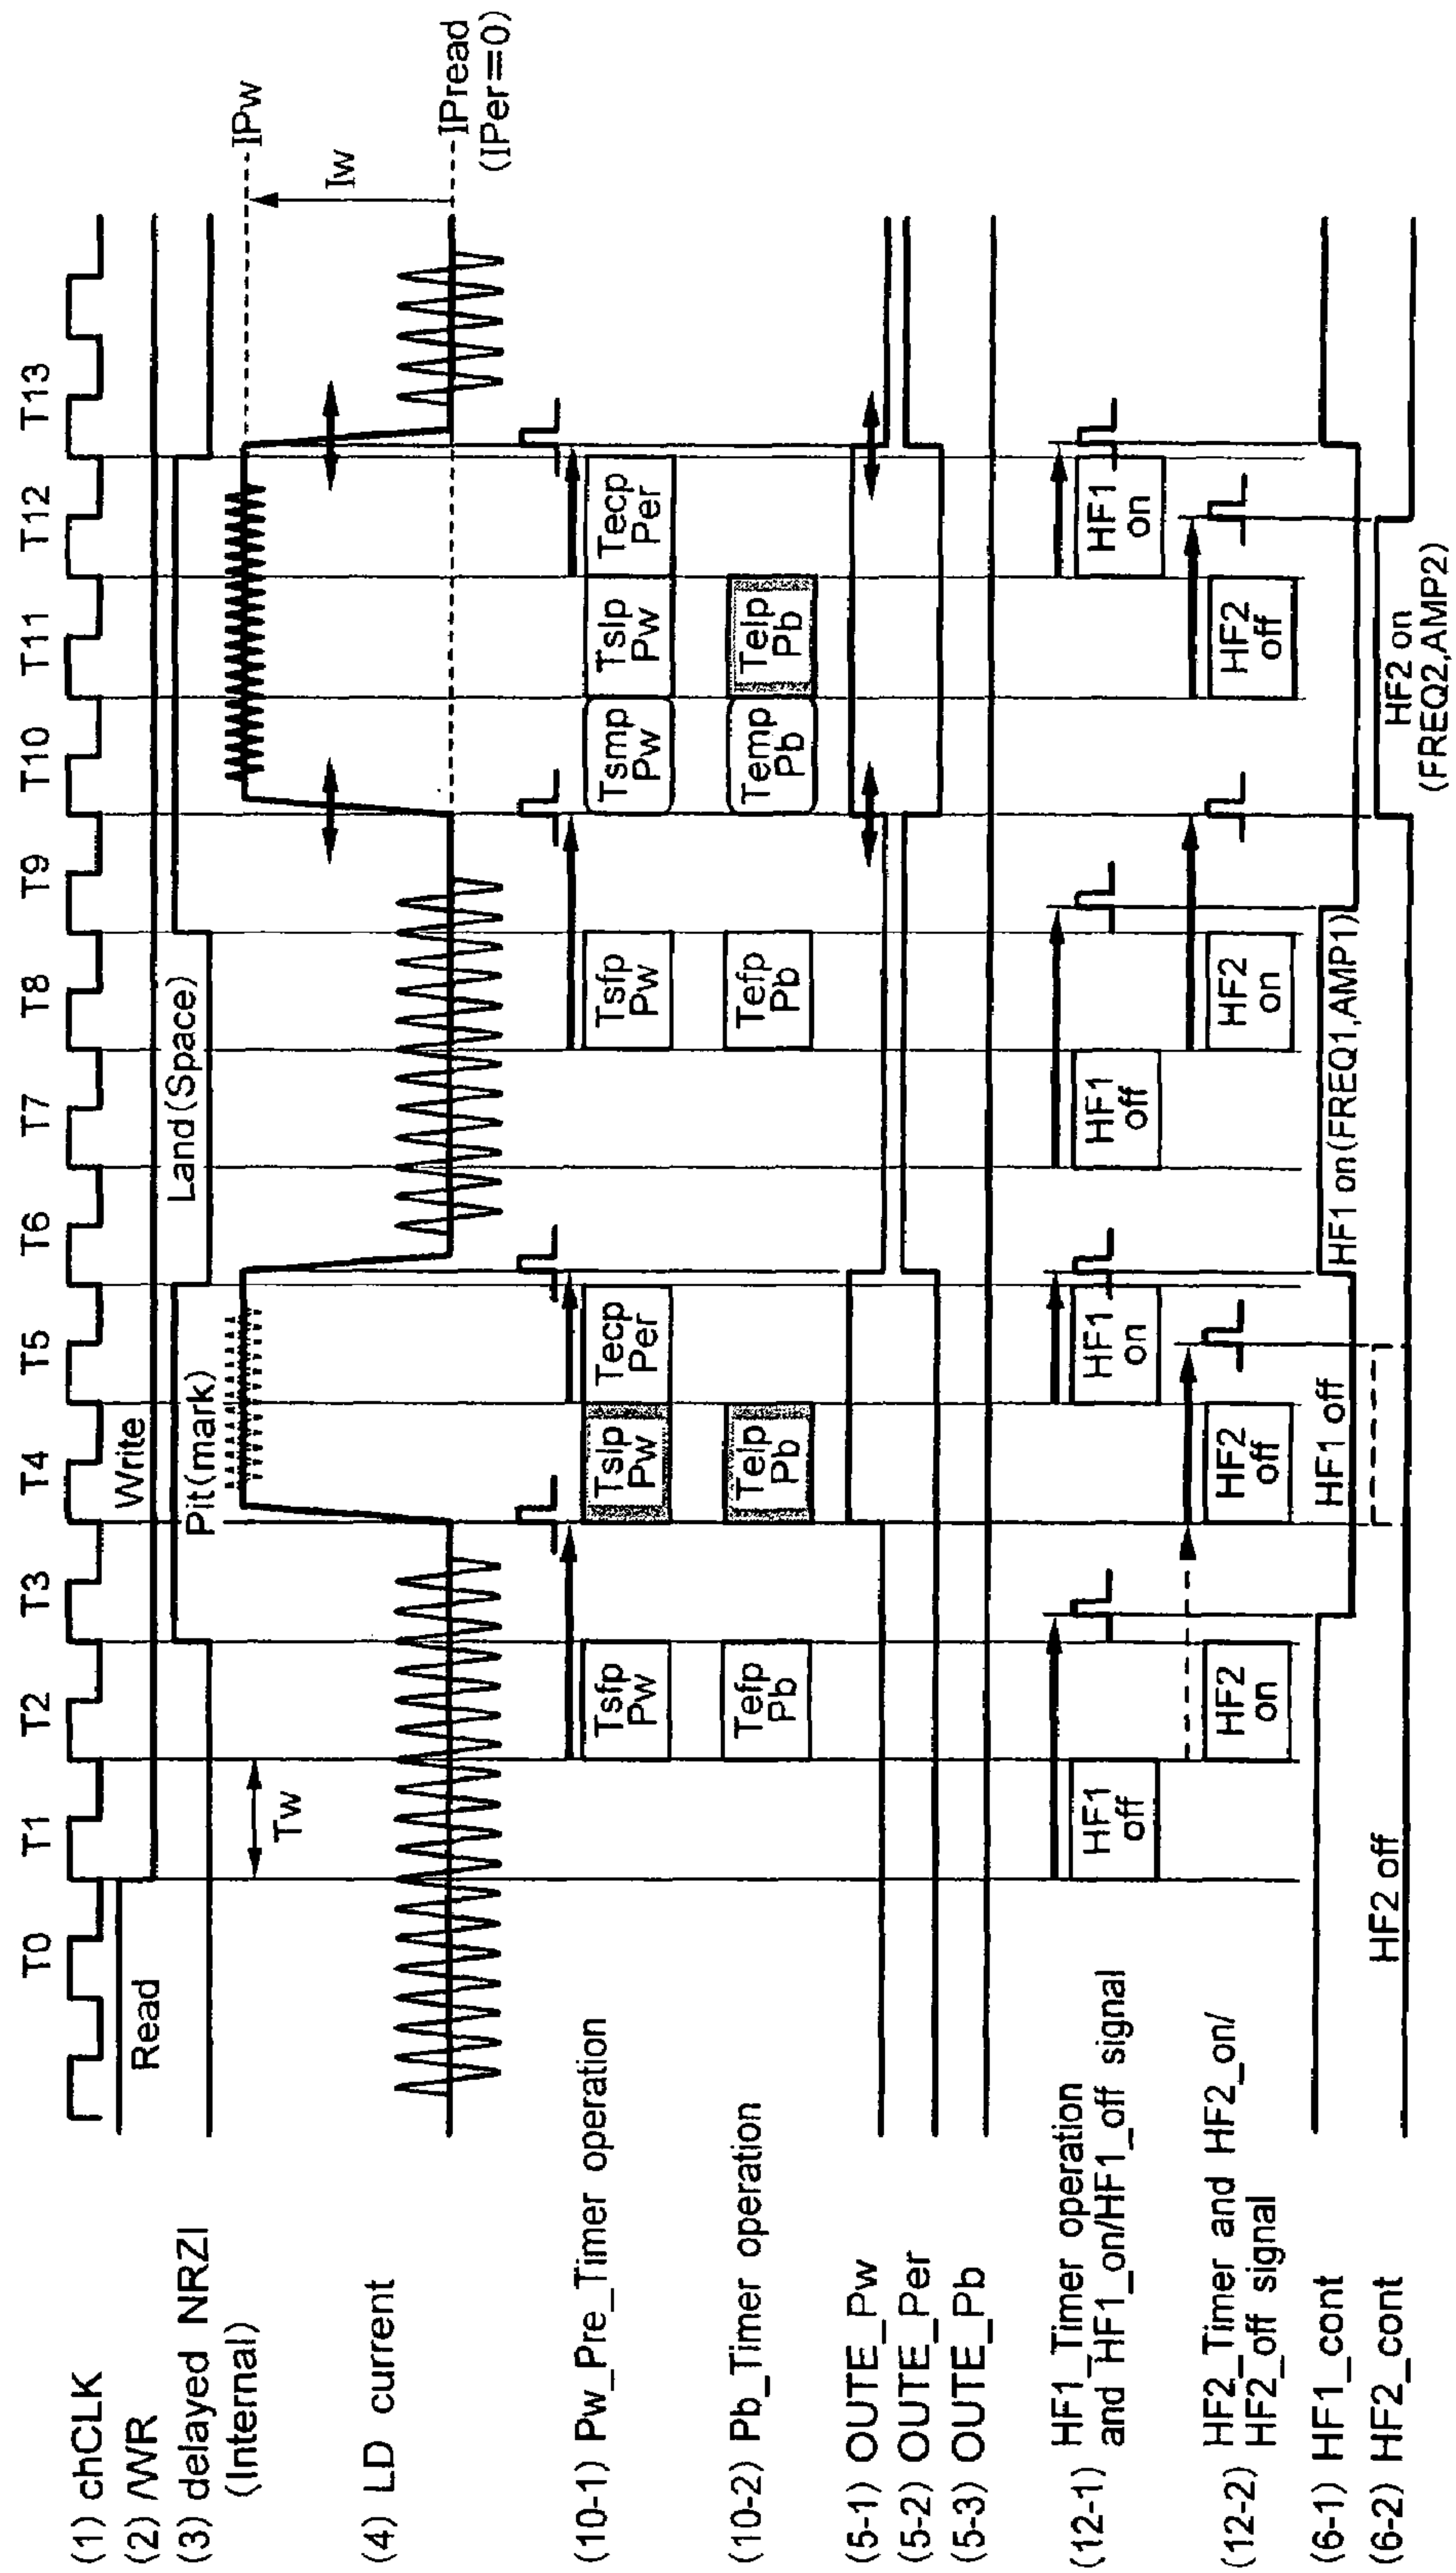 T0 T1 T2 T3 T4 T5 T6 T7 T8 T9 T10 T11 T12 T13
(1) chCLK
(2) /WR
Read
Write
(3) delayed NRZI
(Internal)
Pit(mark)
Land(Space)
Tw
IPw
Iw
IPread
(IPer=0)
(4) LD current
(10-1) Pw_Pre_Timer operation
Tsfp
Pw
Tslp
Pw
Tecp
Per
Tsfp
Pw
Tsmp
Pw
Tslp
Pw
Tecp
Per
(10-2) Pb_Timer operation
Tefp
Pb
Telp
Pb
Tefp
Pb
Temp
Pb
Telp
Pb
(5-1) OUTE_Pw
(5-2) OUTE_Per
(5-3) OUTE_Pb
(12-1) HF1_Timer operation
and HF1_on/HF1_off signal
HF1
off
HF1
on
HF1
off
HF1
on
(12-2) HF2_Timer and HF2_on/
HF2_off signal
HF2
on
HF2
off
HF2
on
HF2
off
(6-1) HF1_cont
HF1 off
HF1 on(FREQ1,AMP1)
(6-2) HF2_cont
HF2 off
HF2 on
(FREQ2,AMP2)